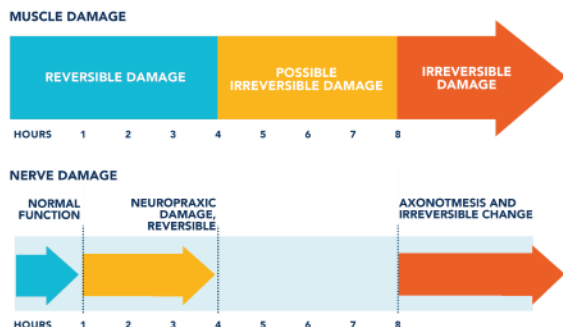 MUSCLE DAMAGE
REVERSIBLE DAMAGE
POSSIBLE
IRREVERSIBLE DAMAGE
IRREVERSIBLE
DAMAGE
HOURS 1 2 3 4 5 6 7 8
NERVE DAMAGE
NORMAL
FUNCTION
NEUROPRAXIC
DAMAGE,
REVERSIBLE
AXONOTMESIS AND
IRREVERSIBLE CHANGE
HOURS 1 2 3 4 5 6 7 8